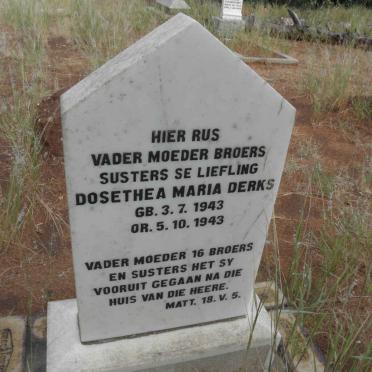 HIER RUS
VADER MOEDER BROERS
SUSTERS SE LIEFLING
DOSETHEA MARIA DERKS
GB. 3. 7. 1943
OR. 5. 10. 1943
VADER MOEDER 16 BROERS
EN SUSTERS HET SY
VOORUIT GEGAAN NA DIE
HUIS VAN DIE HEERE.
MATT. 18. V. 5.